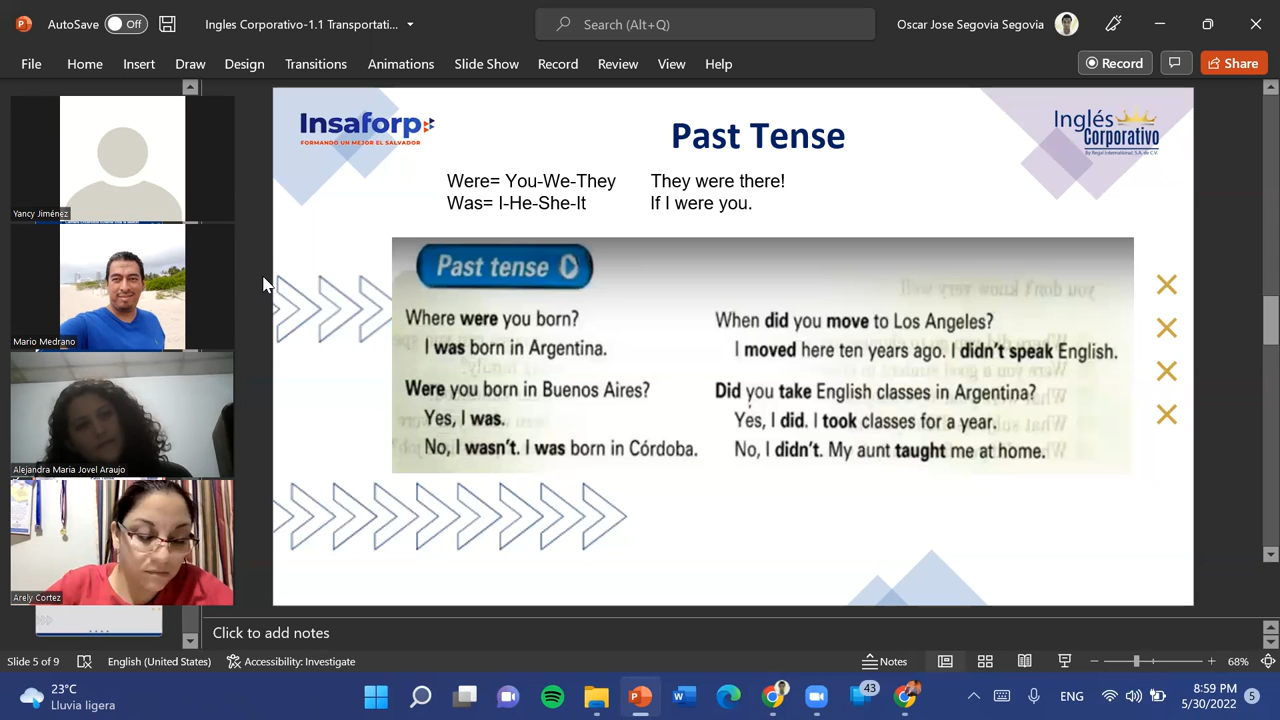 AutoSave Off Ingles Corporativo-1.1 Transportati... Search (Alt+Q) Oscar Jose Segovia Segovia
File Home Insert Draw Design Transitions Animations Slide Show Record Review View Help Record Share
Yancy Jiménez
Mario Medrano
Alejandra Maria Jovel Araujo
Arely Cortez
Insaforp
FORMANDO UN MEJOR EL SALVADOR
Past Tense
Inglés
Corporativo
By Regal International, S.A. de C.V.
Were= You-We-They They were there!
Was= I-He-She-It If I were you.
Past tense
Where were you born?
I was born in Argentina.
Were you born in Buenos Aires?
Yes, I was.
No, I wasn't. I was born in Córdoba.
When did you move to Los Angeles?
I moved here ten years ago. I didn't speak English.
Did you take English classes in Argentina?
Yes, I did. I took classes for a year.
No, I didn't. My aunt taught me at home.
Click to add notes
Slide 5 of 9 English (United States) Accessibility: Investigate Notes 68%
23°C
Lluvia ligera
43
ENG
8:59 PM
5/30/2022
5